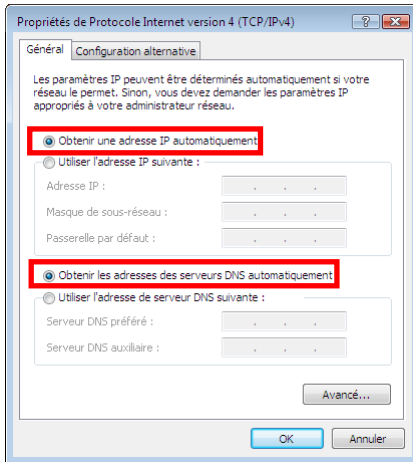 Propriétés de Protocole Internet version 4 (TCP/IPv4)
Général
Configuration alternative
Les paramètres IP peuvent être déterminés automatiquement si votre
réseau le permet. Sinon, vous devez demander les paramètres IP
appropriés à votre administrateur réseau.
Obtenir une adresse IP automatiquement
Utiliser l'adresse IP suivante :
Adresse IP :
Masque de sous-réseau :
Passerelle par défaut :
Obtenir les adresses des serveurs DNS automatiquement
Utiliser l'adresse de serveur DNS suivante :
Serveur DNS préféré :
Serveur DNS auxiliaire :
Avancé...
OK
Annuler